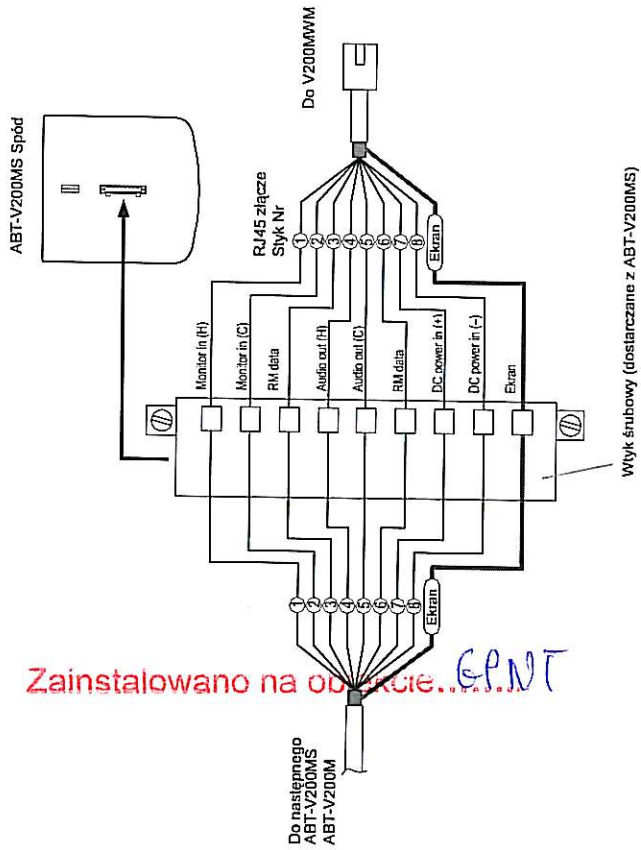 ABT-V200MS Spód
Do V200MWM
RJ45 złącze
Styk Nr
1
2
3
4
5
6
7
8
Ekran
Monitor in (H)
Monitor in (C)
RM data
Audio out (H)
Audio out (C)
RM data
DC power in (+)
DC power in (–)
Ekran
Wtyk śrubowy (dostarczane z ABT-V200MS)
1
2
3
4
5
6
7
8
Ekran
Do następnego
ABT-V200MS
ABT-V200M
Zainstalowano na obiekcie......... GPNT